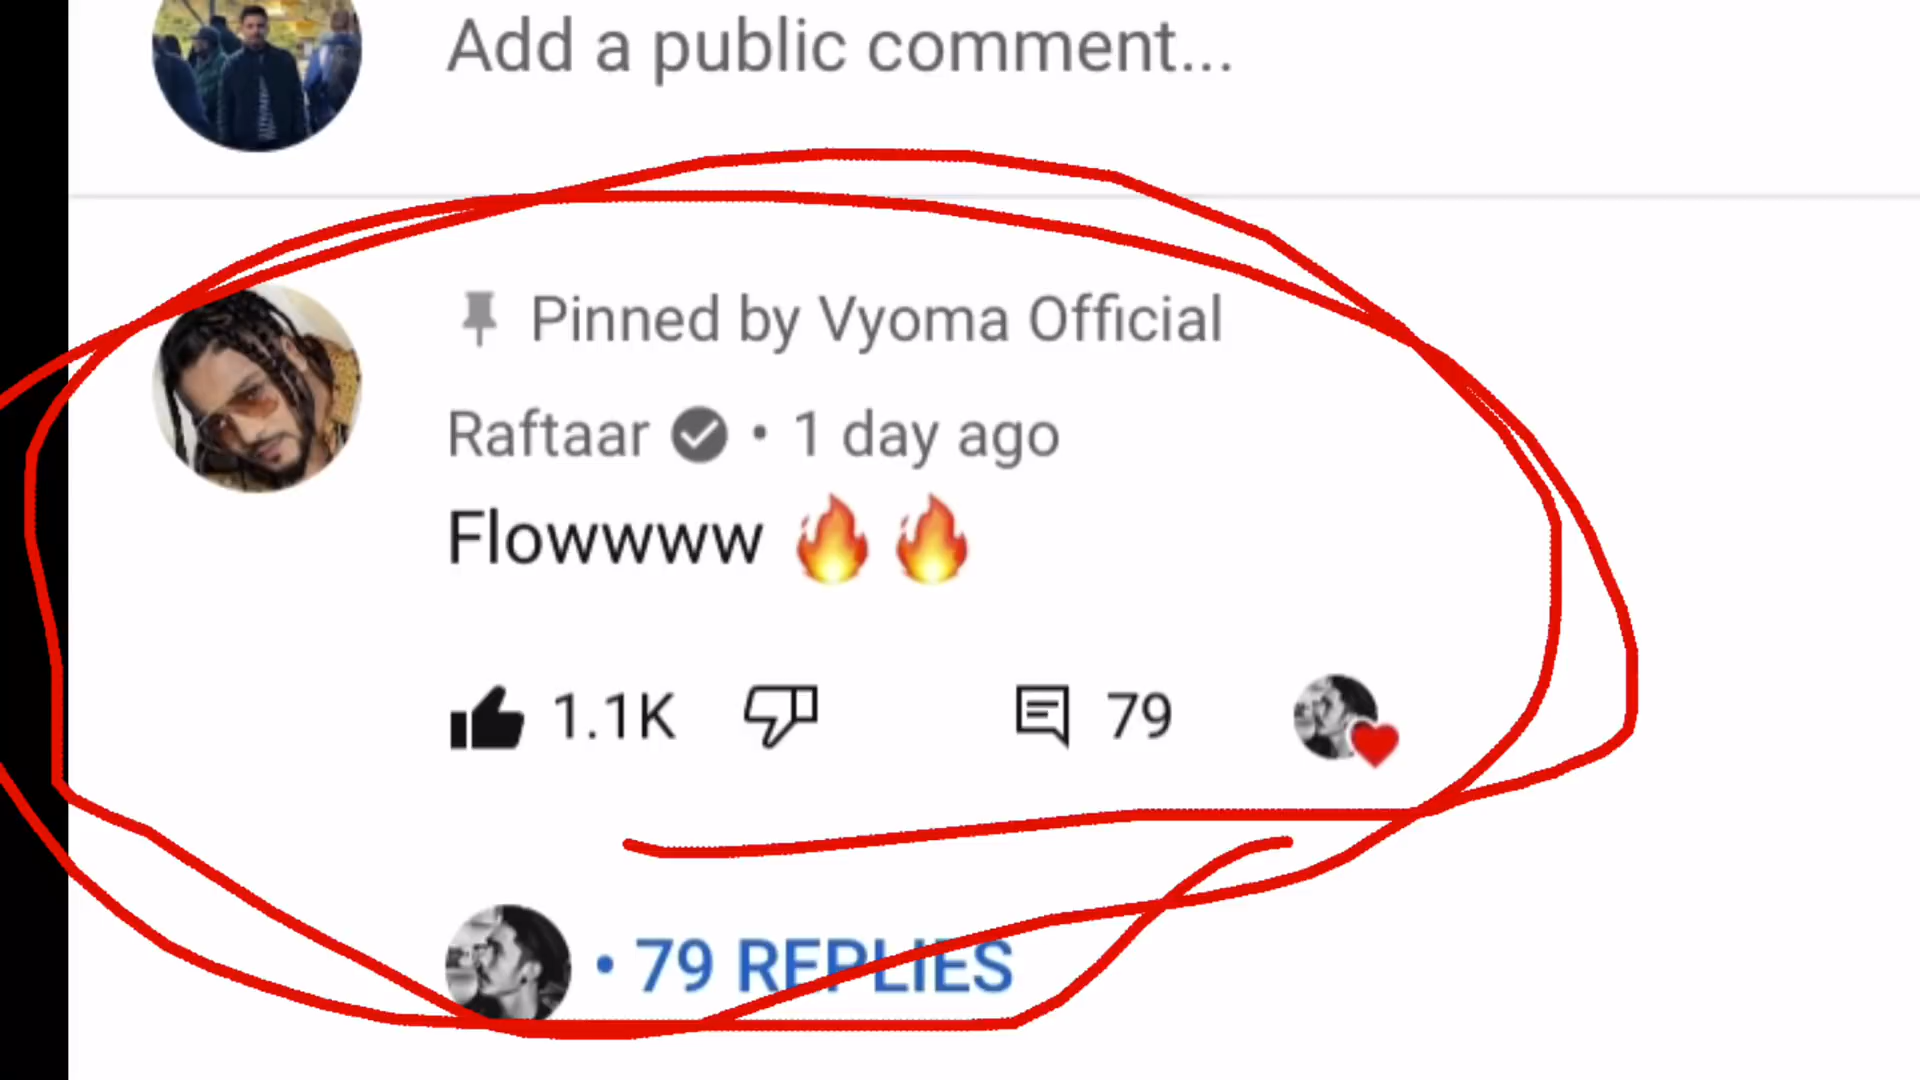 Add a public comment...
Pinned by Vyoma Official
Raftaar • 1 day ago
Flowwww 🔥🔥
1.1K 79
• 79 REPLIES